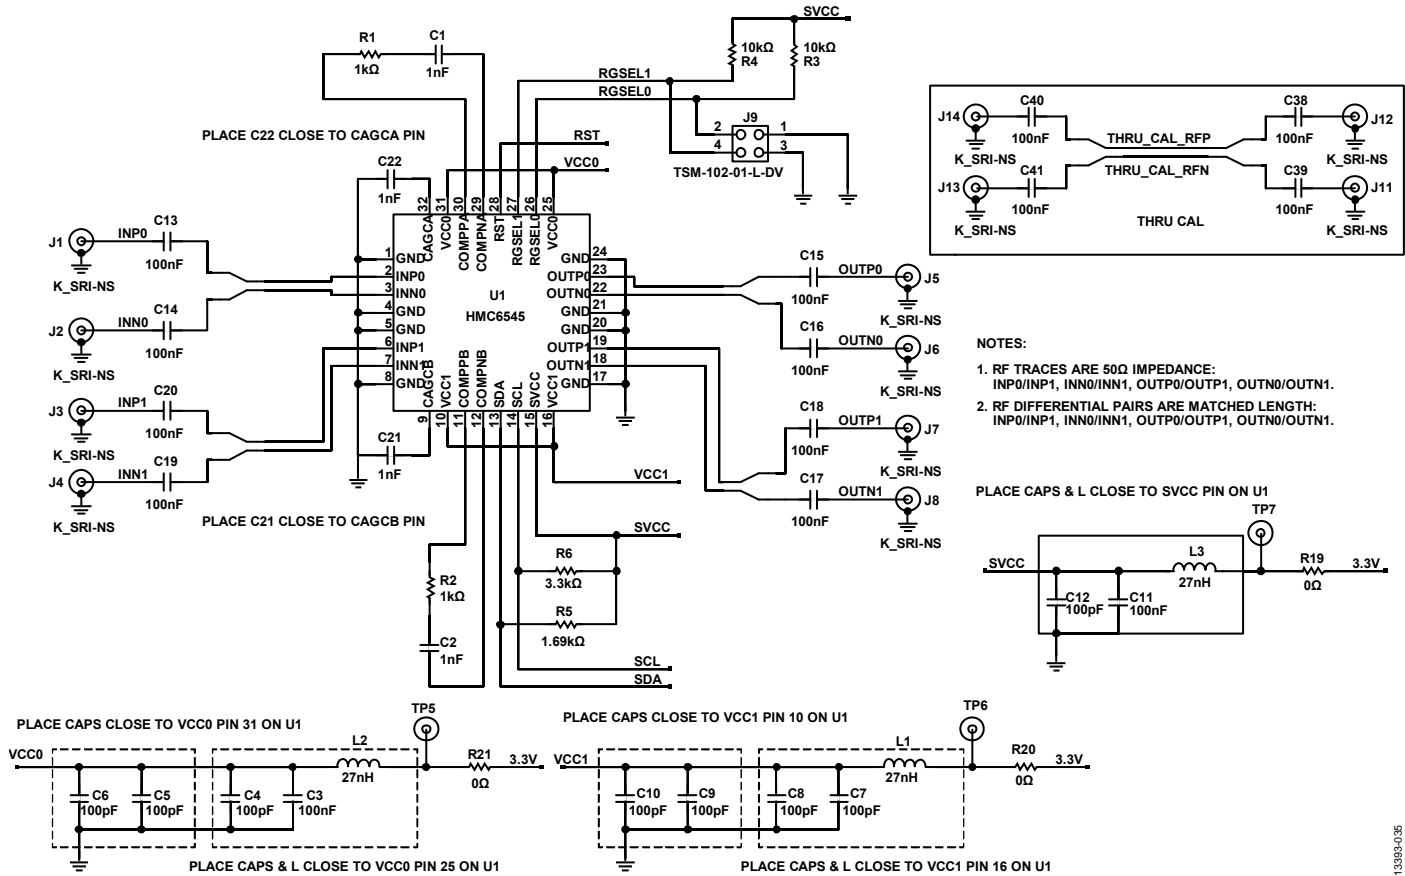 SVCC
R1
1kΩ
C1
1nF
10kΩ
R4
10kΩ
R3
RGSEL1
RGSEL0
J9
2
1
4
3
TSM-102-01-L-DV
RST
VCC0
PLACE C22 CLOSE TO CAGCA PIN
C22
1nF
J14
K_SRI-NS
C40
100nF
THRU_CAL_RFP
C38
100nF
J12
K_SRI-NS
J13
K_SRI-NS
C41
100nF
THRU_CAL_RFN
C39
100nF
J11
K_SRI-NS
THRU CAL
32
31
30
29
28
27
26
25
CAGCA
VCC0
COMPPA
COMPNA
RST
RGSEL1
RGSEL0
VCC0
J1
INP0
C13
100nF
K_SRI-NS
J2
INN0
C14
100nF
K_SRI-NS
J3
INP1
C20
100nF
K_SRI-NS
J4
INN1
C19
100nF
K_SRI-NS
1
GND
2
INP0
3
INN0
4
GND
5
GND
6
INP1
7
INN1
8
GND
U1
HMC6545
GND
24
OUTP0
23
OUTN0
22
GND
21
GND
20
OUTP1
19
OUTN1
18
GND
17
CAGCB
VCC1
COMPPB
COMPNB
SDA
SCL
SVCC
VCC1
9
10
11
12
13
14
15
16
C15
100nF
OUTP0
J5
K_SRI-NS
C16
100nF
OUTN0
J6
K_SRI-NS
C18
100nF
OUTP1
J7
K_SRI-NS
C17
100nF
OUTN1
J8
K_SRI-NS
NOTES:
1. RF TRACES ARE 50Ω IMPEDANCE:
INP0/INP1, INN0/INN1, OUTP0/OUTP1, OUTN0/OUTN1.
2. RF DIFFERENTIAL PAIRS ARE MATCHED LENGTH:
INP0/INP1, INN0/INN1, OUTP0/OUTP1, OUTN0/OUTN1.
C21
1nF
PLACE C21 CLOSE TO CAGCB PIN
VCC1
SVCC
R6
3.3kΩ
R5
1.69kΩ
R2
1kΩ
C2
1nF
SCL
SDA
PLACE CAPS & L CLOSE TO SVCC PIN ON U1
TP7
SVCC
L3
27nH
R19
0Ω
3.3V
C12
100pF
C11
100nF
PLACE CAPS CLOSE TO VCC0 PIN 31 ON U1
TP5
VCC0
L2
27nH
R21
0Ω
3.3V
C6
100pF
C5
100pF
C4
100pF
C3
100nF
PLACE CAPS & L CLOSE TO VCC0 PIN 25 ON U1
PLACE CAPS CLOSE TO VCC1 PIN 10 ON U1
TP6
VCC1
L1
27nH
R20
0Ω
3.3V
C10
100pF
C9
100pF
C8
100pF
C7
100pF
PLACE CAPS & L CLOSE TO VCC1 PIN 16 ON U1
13393-035